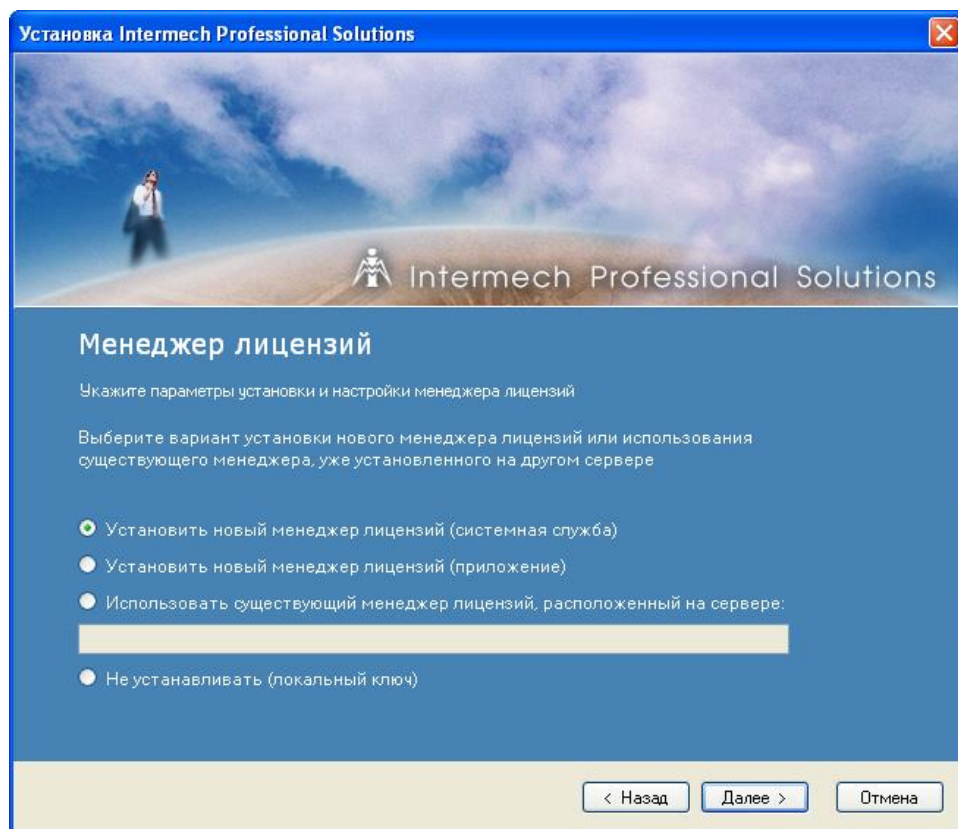 Установка Intermech Professional Solutions
Intermech Professional Solutions
Менеджер лицензий
Укажите параметры установки и настройки менеджера лицензий
Выберите вариант установки нового менеджера лицензий или использования
существующего менеджера, уже установленного на другом сервере
Установить новый менеджер лицензий (системная служба)
Установить новый менеджер лицензий (приложение)
Использовать существующий менеджер лицензий, расположенный на сервере:
Не устанавливать (локальный ключ)
< Назад Далее > Отмена